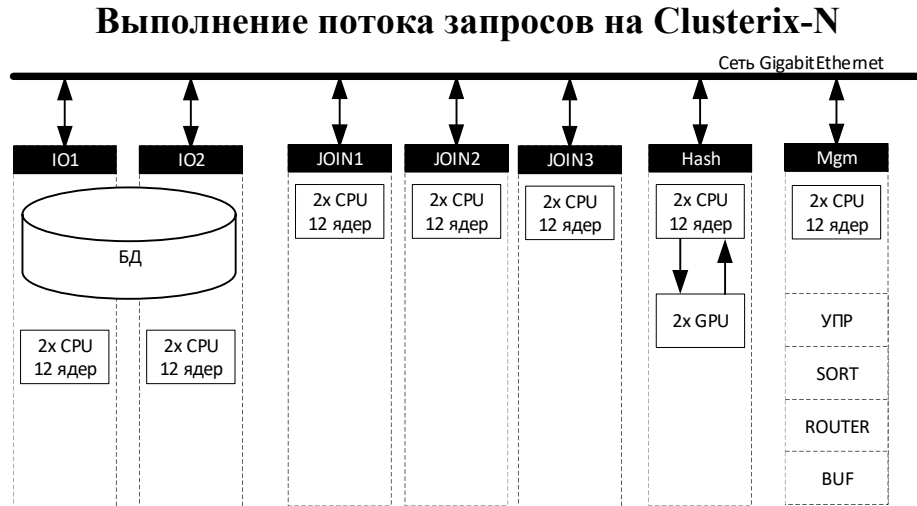 Выполнение потока запросов на Clusterix-N
Сеть GigabitEthernet
IO1
IO2
JOIN1
JOIN2
JOIN3
Hash
Mgm
2x CPU
12 ядер
2x CPU
12 ядер
2x CPU
12 ядер
2x CPU
12 ядер
2x CPU
12 ядер
БД
2x GPU
УПР
2x CPU
12 ядер
2x CPU
12 ядер
SORT
ROUTER
BUF